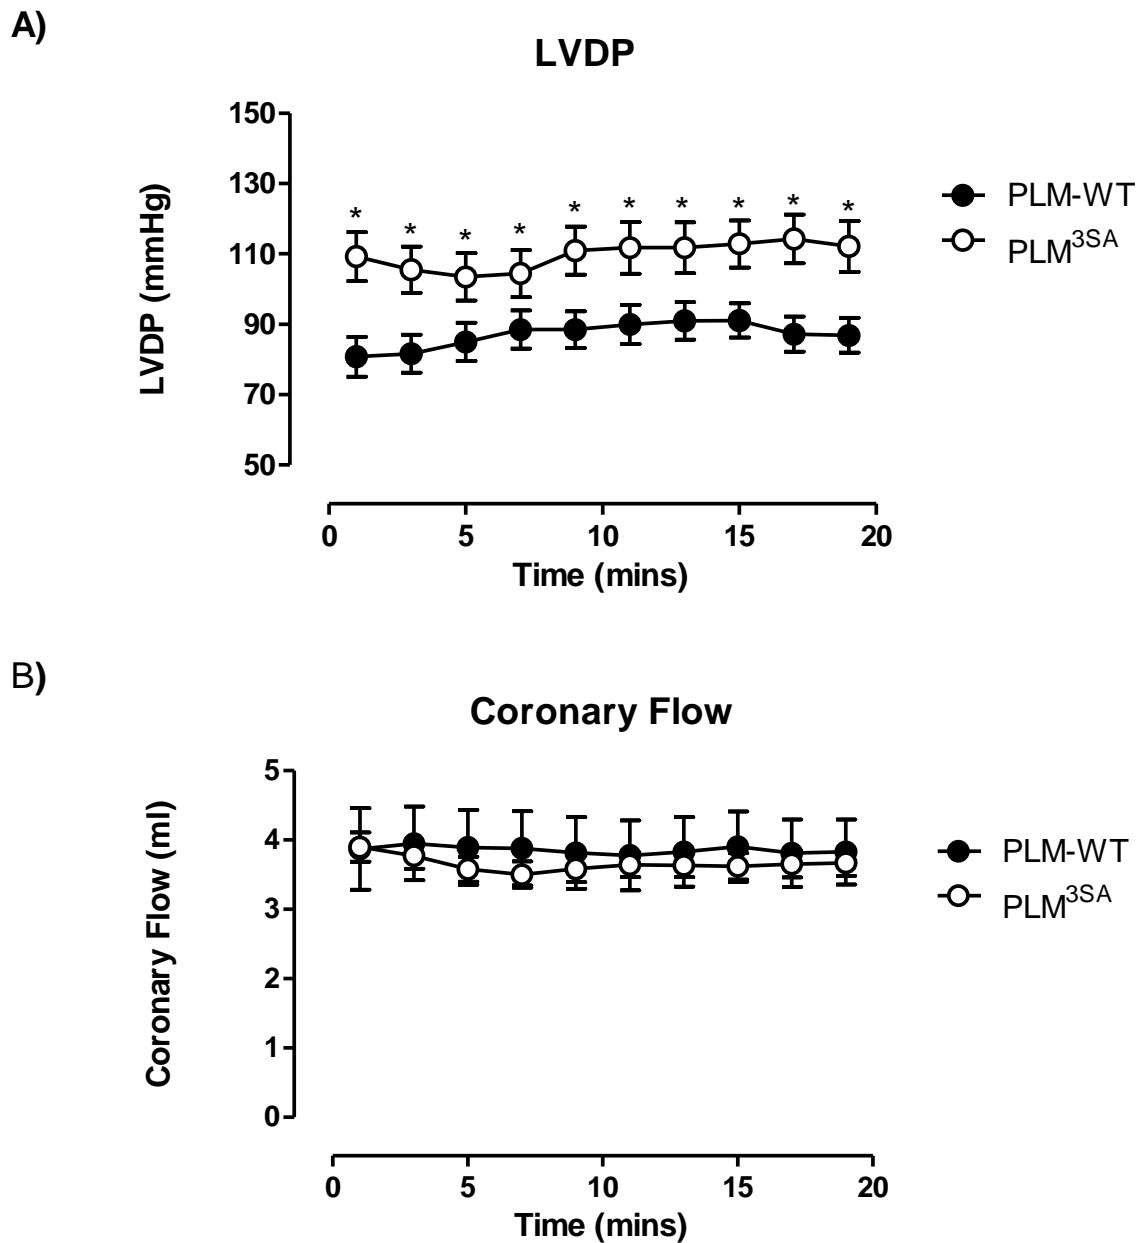 A)
LVDP
150
130
110
90
70
50
LVDP (mmHg)
* * * * * * * * * *
PLM-WT
PLM3SA
0 5 10 15 20
Time (mins)
B)
Coronary Flow
5
4
3
2
1
0
Coronary Flow (ml)
PLM-WT
PLM3SA
0 5 10 15 20
Time (mins)